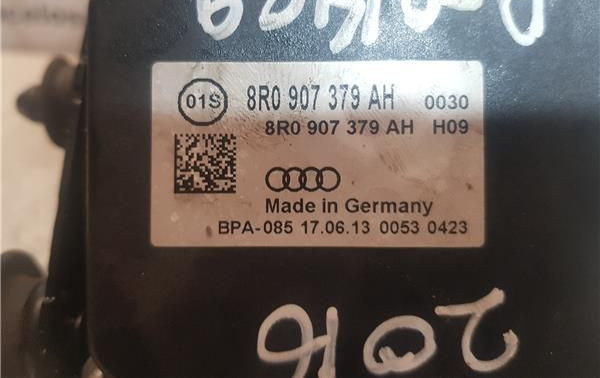 01S
8R0 907 379 AH 0030
8R0 907 379 AH H09
Made in Germany
BPA-085 17.06.13 0053 0423
2016